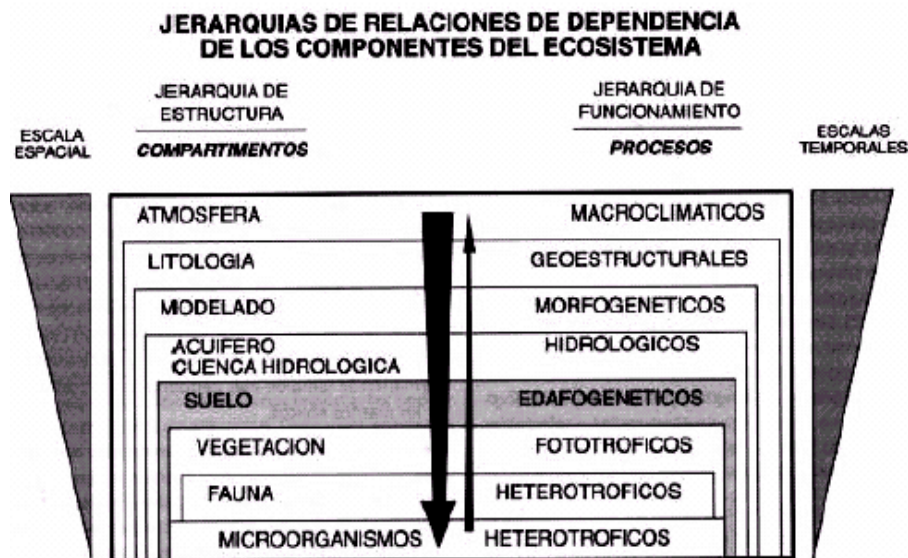 JERARQUIAS DE RELACIONES DE DEPENDENCIA
DE LOS COMPONENTES DEL ECOSISTEMA
JERARQUIA DE
ESTRUCTURA
JERARQUIA DE
FUNCIONAMIENTO
ESCALA
ESPACIAL
COMPARTIMENTOS
PROCESOS
ESCALAS
TEMPORALES
ATMOSFERA
MACROCLIMATICOS
LITOLOGIA
GEOESTRUCTURALES
MODELADO
MORFOGENETICOS
ACUIFERO
CUENCA HIDROLOGICA
HIDROLOGICOS
SUELO
EDAFOGENETICOS
VEGETACION
FOTOTROFICOS
FAUNA
HETEROTROFICOS
MICROORGANISMOS
HETEROTROFICOS